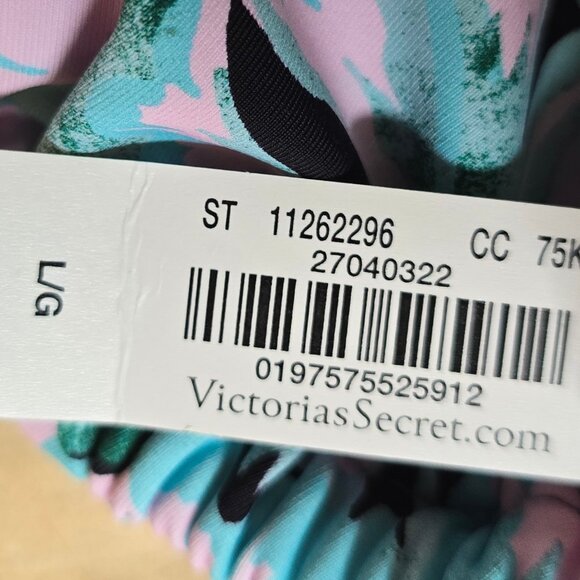 L/G
ST 11262296 CC 75K
27040322
0197575525912
VictoriasSecret.com